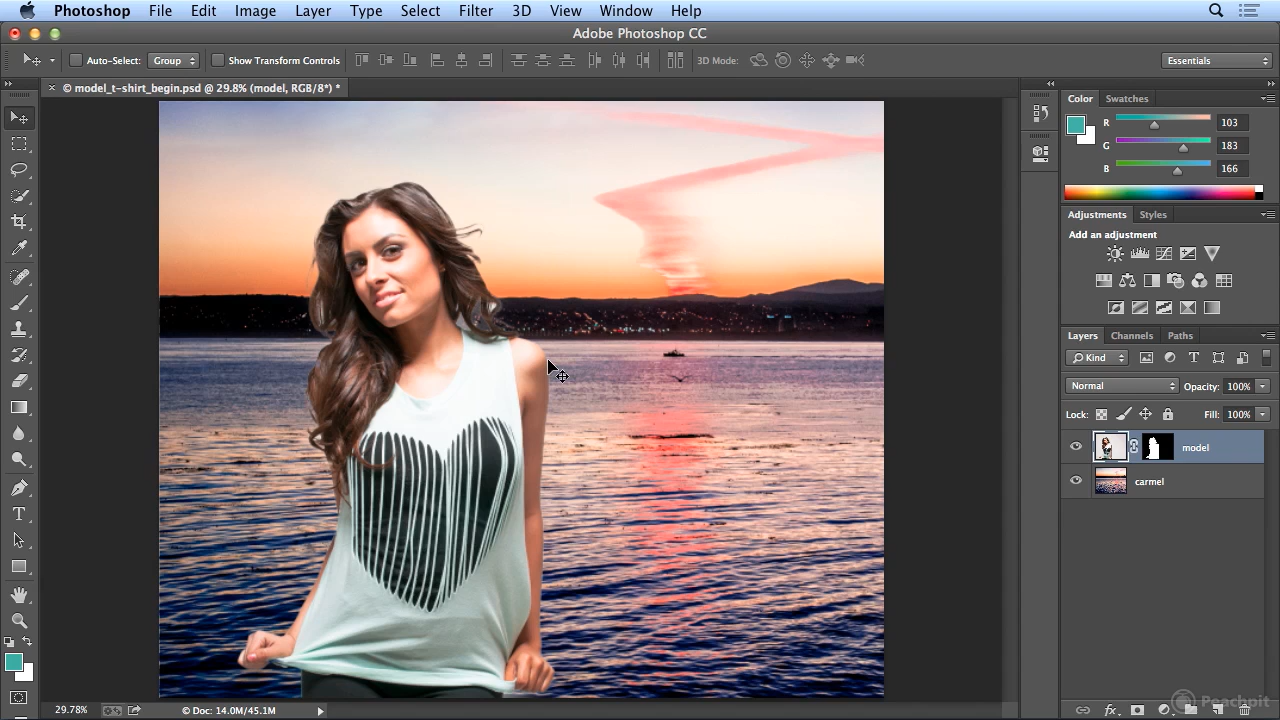 Photoshop File Edit Image Layer Type Select Filter 3D View Window Help
Adobe Photoshop CC
Auto-Select: Group Show Transform Controls 3D Mode: Essentials
× © model_t-shirt_begin.psd @ 29.8% (model, RGB/8*) *
Color Swatches
R 103
G 183
B 166
Adjustments Styles
Add an adjustment
Layers Channels Paths
Kind
Normal Opacity: 100%
Lock: Fill: 100%
model
carmel
29.78% © Doc: 14.0M/45.1M
Peachpit